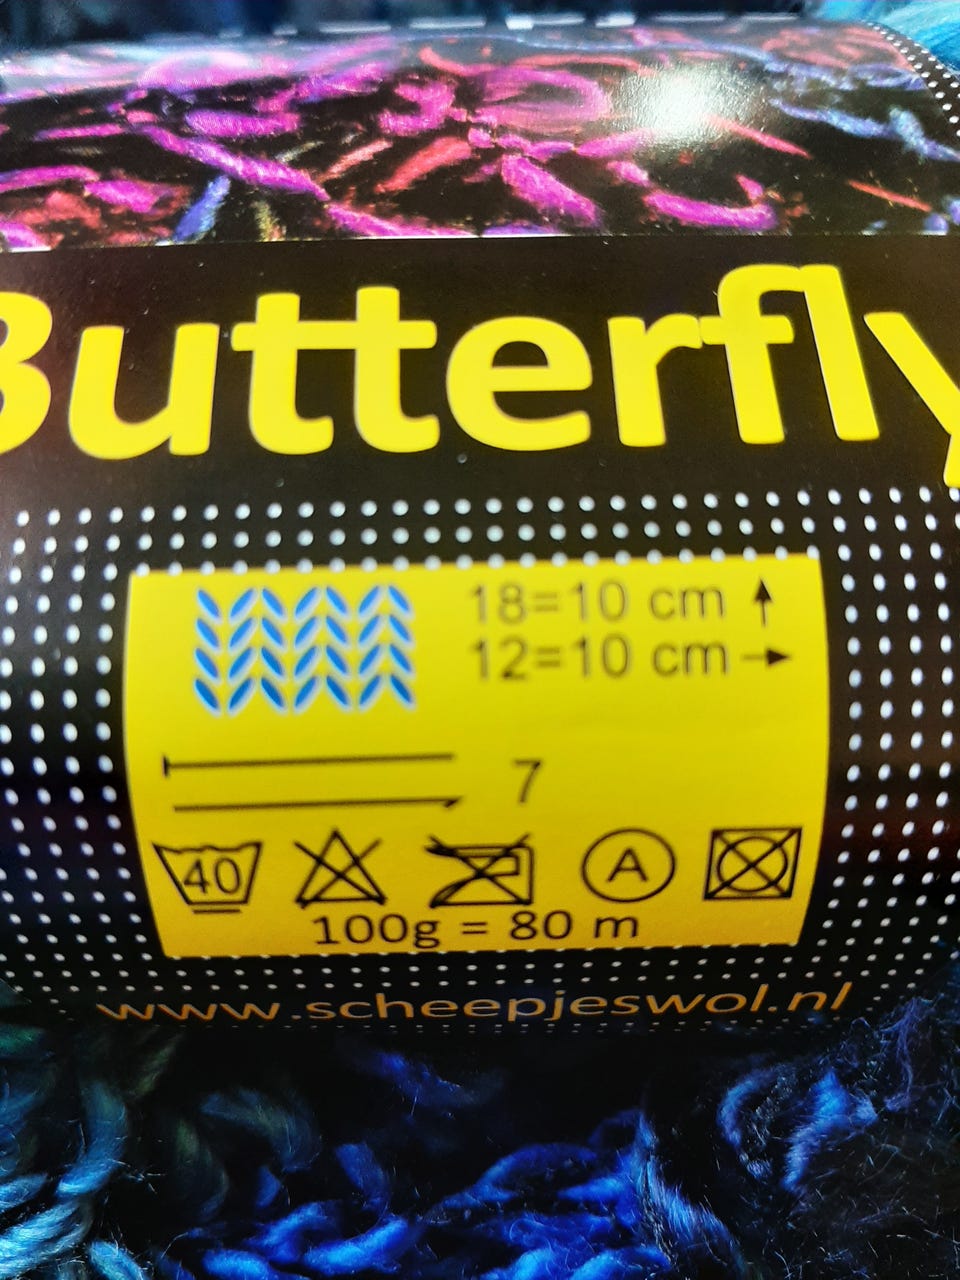 Butterfly
18=10 cm
12=10 cm
7
40
A
100g = 80 m
www.scheepjeswol.nl